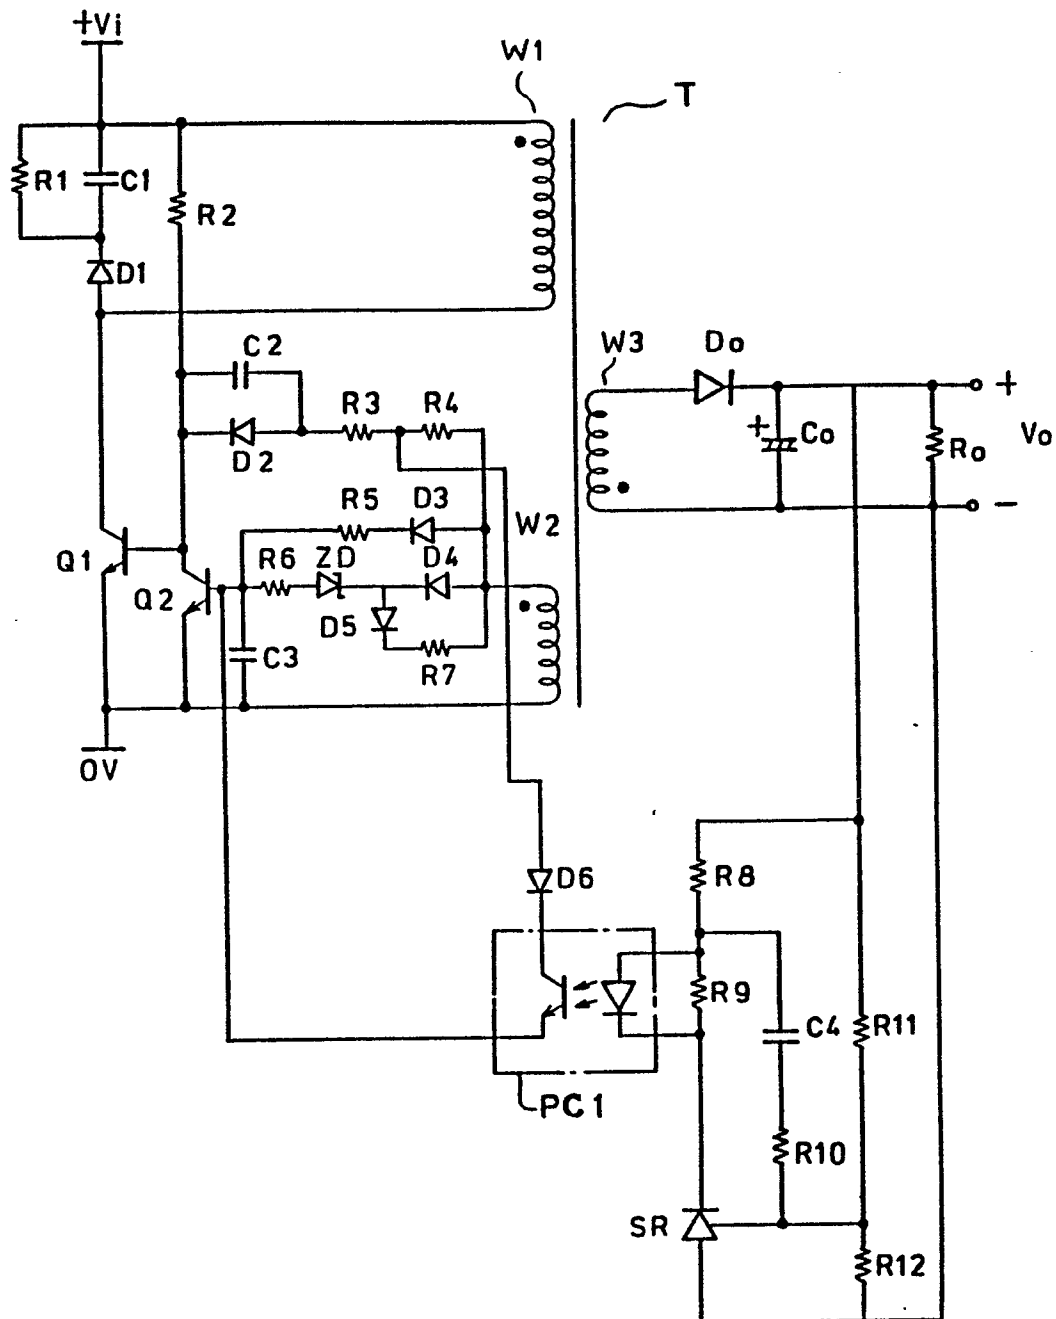 +Vi
W1
T
R1
C1
R2
D1
C2
W3
Do
R3
R4
+
+
Co
Ro
Vo
D2
R5
D3
W2
−
Q1
R6
ZD
D4
Q2
D5
C3
R7
0V
D6
R8
R9
C4
R11
PC1
R10
SR
R12